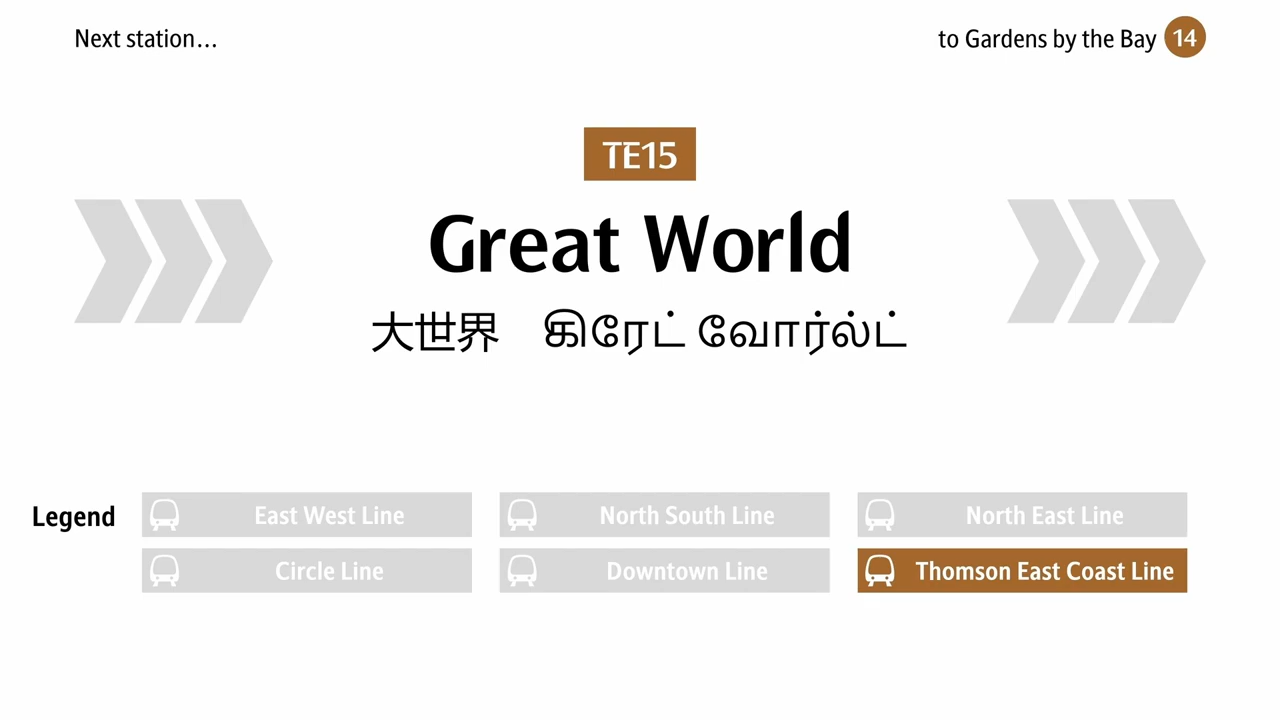 Next station...
to Gardens by the Bay 14
TE15
Great World
大世界 கிரேட் வோர்ல்ட்
Legend
East West Line
North South Line
North East Line
Circle Line
Downtown Line
Thomson East Coast Line